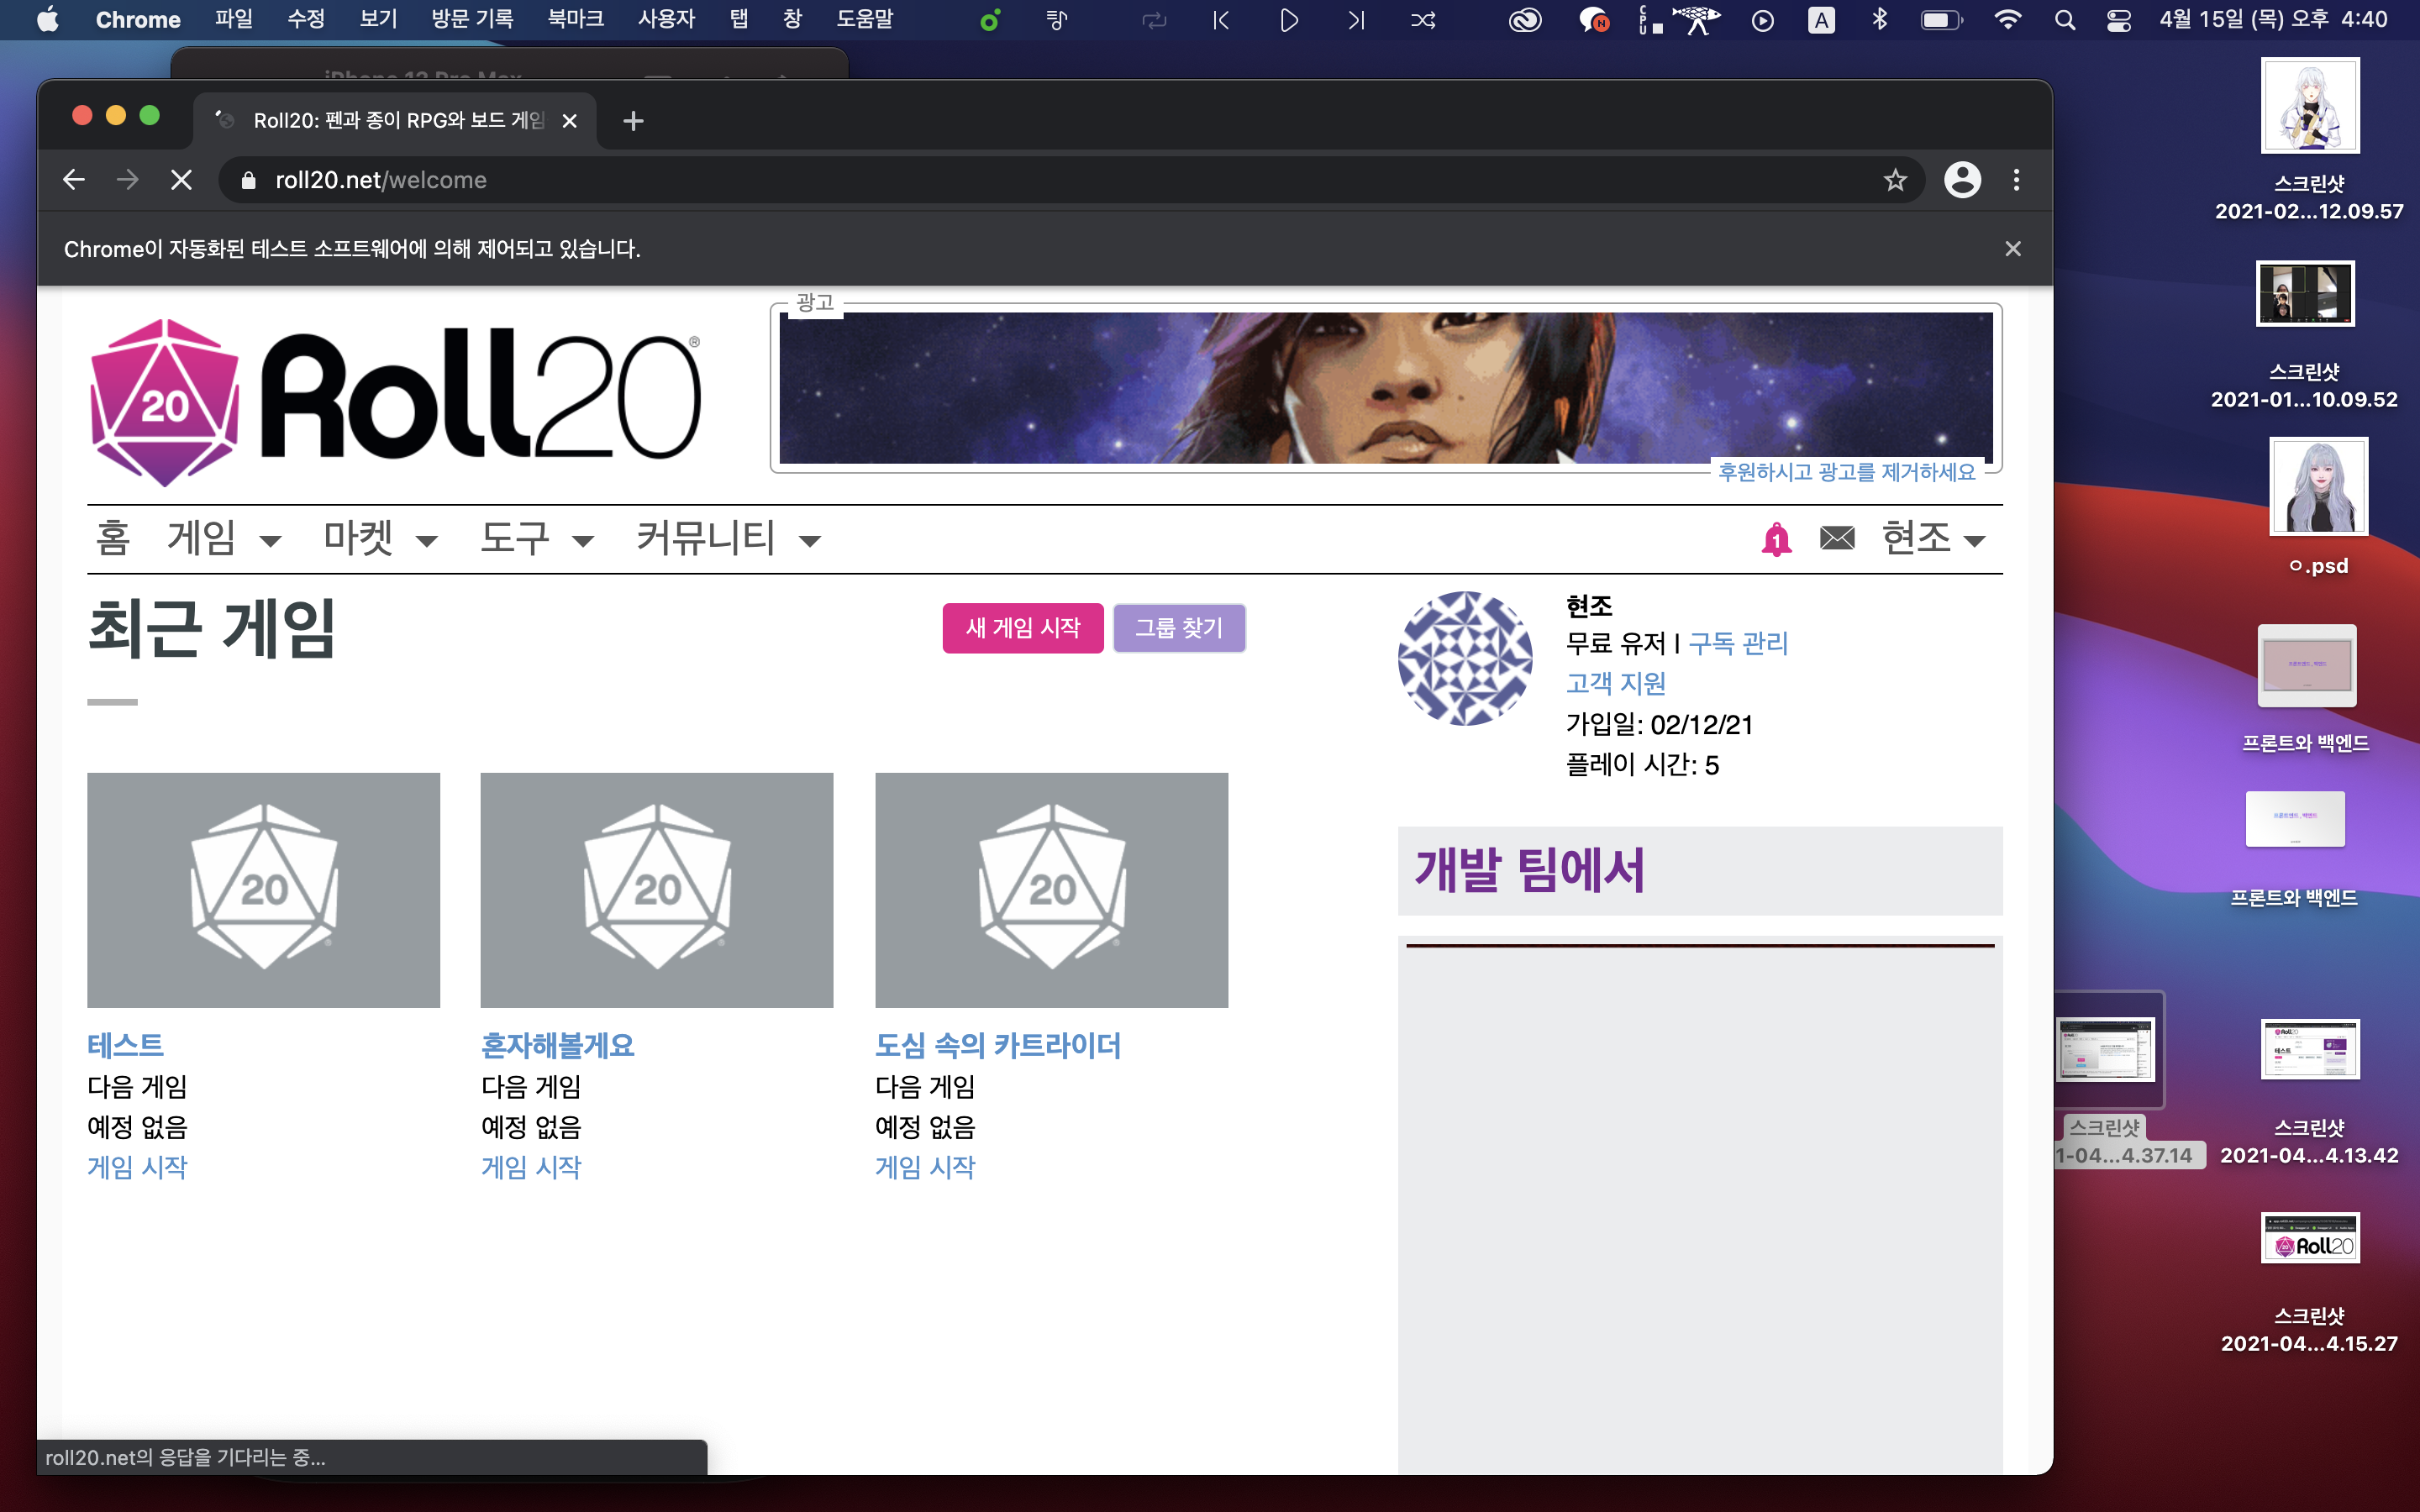 Chrome 파일 수정 보기 방문 기록 북마크 사용자 탭 창 도움말 N CPU A 4월 15일 (목) 오후 4:40
Roll20: 펜과 종이 RPG와 보드 게임
roll20.net/welcome
Chrome이 자동화된 테스트 소프트웨어에 의해 제어되고 있습니다.
광고
20 Roll20®
후원하시고 광고를 제거하세요
홈 게임 마켓 도구 커뮤니티 1 현조
최근 게임
새 게임 시작 그룹 찾기
현조
무료 유저 | 구독 관리
고객 지원
가입일: 02/12/21
플레이 시간: 5
개발 팀에서
20
20
20
테스트
다음 게임
예정 없음
게임 시작
혼자해볼게요
다음 게임
예정 없음
게임 시작
도심 속의 카트라이더
다음 게임
예정 없음
게임 시작
roll20.net의 응답을 기다리는 중...
스크린샷
2021-02...12.09.57
스크린샷
2021-01...10.09.52
ㅇ.psd
프론트와 백엔드
프론트와 백엔드
스크린샷
1-04...4.37.14
스크린샷
2021-04...4.13.42
Roll20
스크린샷
2021-04...4.15.27